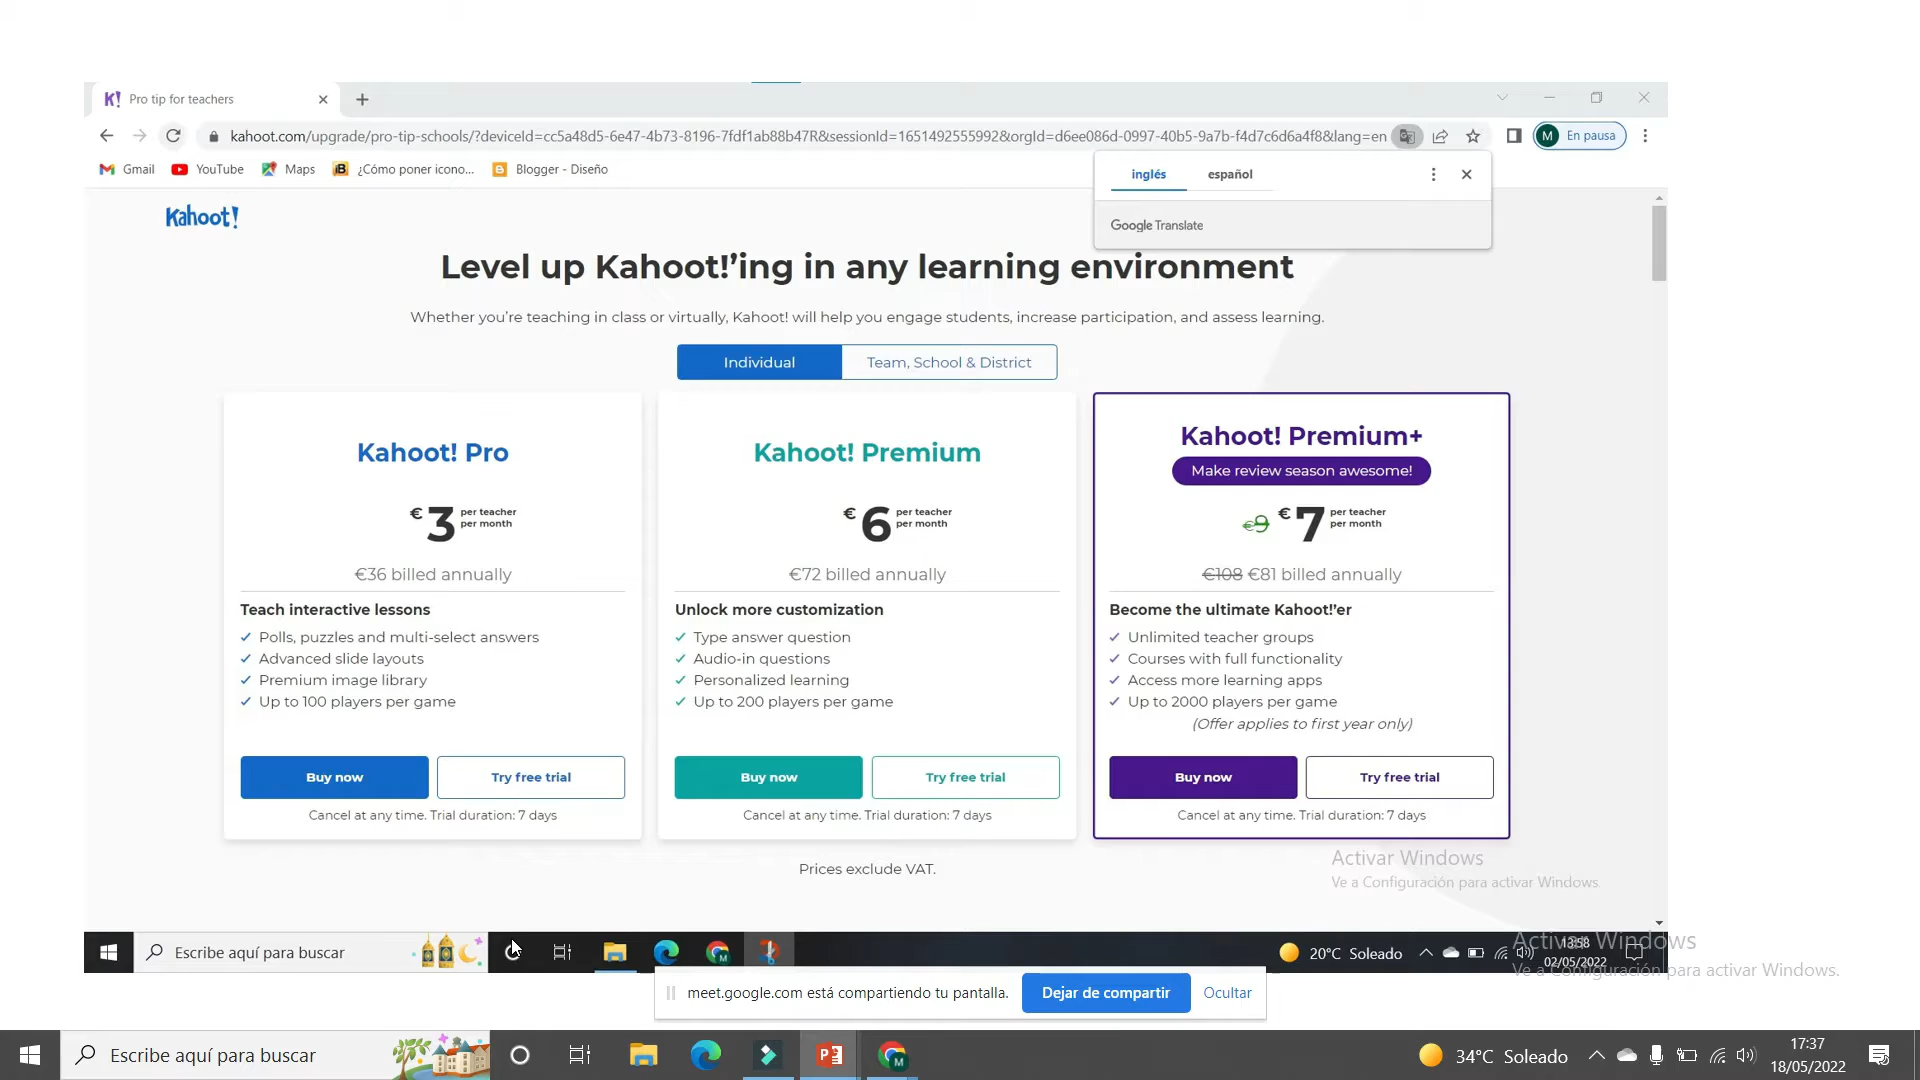 K! Pro tip for teachers
kahoot.com/upgrade/pro-tip-schools/?deviceId=cc5a48d5-6e47-4b73-8196-7fdf1ab88b47R&sessionId=1651492555992&orgId=d6ee086d-0997-40b5-9a7b-f4d7c6d6a4f8&lang=en
M En pausa
Gmail YouTube Maps ¿Cómo poner icono... Blogger - Diseño
inglés español
Google Translate
Kahoot!
Level up Kahoot!’ing in any learning environment
Whether you’re teaching in class or virtually, Kahoot! will help you engage students, increase participation, and assess learning.
Individual Team, School & District
Kahoot! Pro
€3 per teacher
per month
€36 billed annually
Teach interactive lessons
Polls, puzzles and multi-select answers
Advanced slide layouts
Premium image library
Up to 100 players per game
Buy now Try free trial
Cancel at any time. Trial duration: 7 days
Kahoot! Premium
€6 per teacher
per month
€72 billed annually
Unlock more customization
Type answer question
Audio-in questions
Personalized learning
Up to 200 players per game
Buy now Try free trial
Cancel at any time. Trial duration: 7 days
Kahoot! Premium+
Make review season awesome!
€9 €7 per teacher
per month
€108 €81 billed annually
Become the ultimate Kahoot!’er
Unlimited teacher groups
Courses with full functionality
Access more learning apps
Up to 2000 players per game
(Offer applies to first year only)
Buy now Try free trial
Cancel at any time. Trial duration: 7 days
Prices exclude VAT.
Activar Windows
Ve a Configuración para activar Windows.
Escribe aquí para buscar
20°C Soleado
13:58
02/05/2022
Activar Windows
Ve a Configuración para activar Windows.
meet.google.com está compartiendo tu pantalla. Dejar de compartir Ocultar
Escribe aquí para buscar
34°C Soleado
17:37
18/05/2022